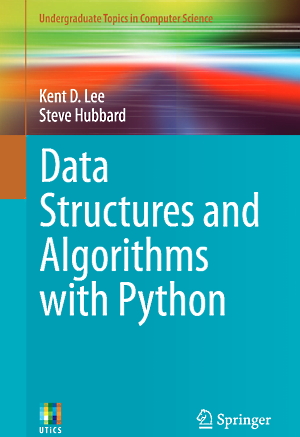 Undergraduate Topics in Computer Science
Kent D. Lee
Steve Hubbard
Data
Structures and
Algorithms
with Python
UTiCS
Springer